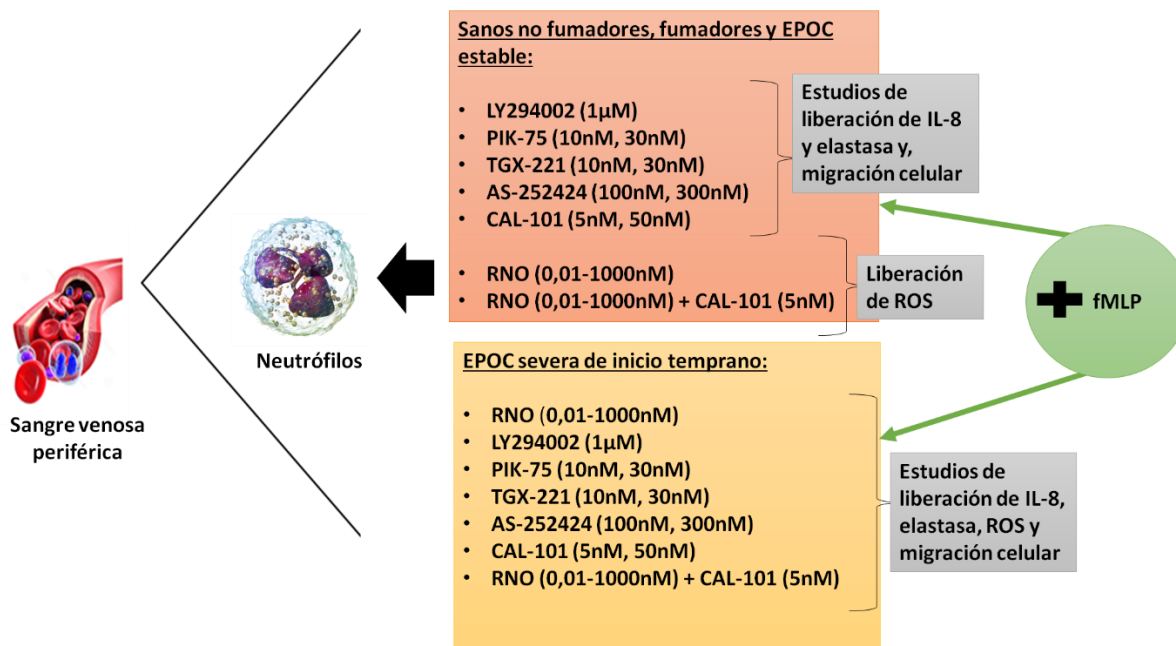 Sanos no fumadores, fumadores y EPOC
estable:
• LY294002 (1µM)
• PIK-75 (10nM, 30nM)
• TGX-221 (10nM, 30nM)
• AS-252424 (100nM, 300nM)
• CAL-101 (5nM, 50nM)
• RNO (0,01-1000nM)
• RNO (0,01-1000nM) + CAL-101 (5nM)
Estudios de
liberación de IL-8
y elastasa y,
migración celular
Liberación
de ROS
fMLP
Neutrófilos
Sangre venosa
periférica
EPOC severa de inicio temprano:
• RNO (0,01-1000nM)
• LY294002 (1µM)
• PIK-75 (10nM, 30nM)
• TGX-221 (10nM, 30nM)
• AS-252424 (100nM, 300nM)
• CAL-101 (5nM, 50nM)
• RNO (0,01-1000nM) + CAL-101 (5nM)
Estudios de
liberación de IL-8,
elastasa, ROS y
migración celular